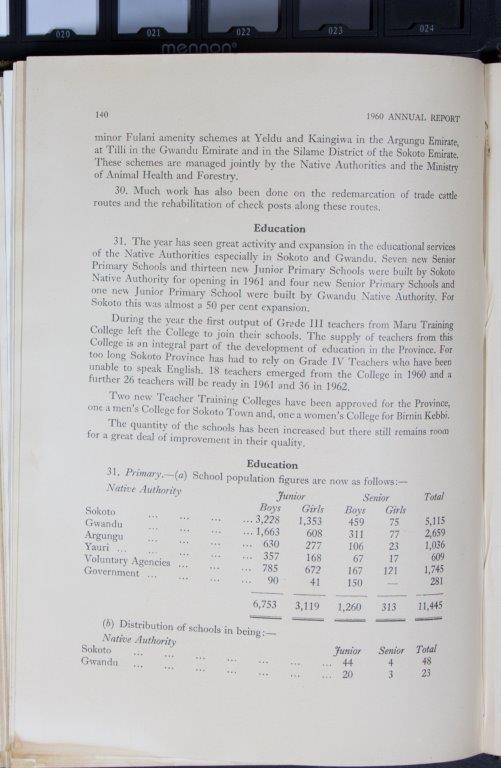 020 021 022 023 024
mennon
140 1960 ANNUAL REPORT
minor Fulani amenity schemes at Yeldu and Kaingiwa in the Argungu Emirate,
at Tilli in the Gwandu Emirate and in the Silame District of the Sokoto Emirate.
These schemes are managed jointly by the Native Authorities and the Ministry
of Animal Health and Forestry.
30. Much work has also been done on the redemarcation of trade cattle
routes and the rehabilitation of check posts along these routes.
Education
31. The year has seen great activity and expansion in the educational services
of the Native Authorities especially in Sokoto and Gwandu. Seven new Senior
Primary Schools and thirteen new Junior Primary Schools were built by Sokoto
Native Authority for opening in 1961 and four new Senior Primary Schools and
one new Junior Primary School were built by Gwandu Native Authority. For
Sokoto this was almost a 50 per cent expansion.
During the year the first output of Grade III teachers from Maru Training
College left the College to join their schools. The supply of teachers from this
College is an integral part of the development of education in the Province. For
too long Sokoto Province has had to rely on Grade IV Teachers who have been
unable to speak English. 18 teachers emerged from the College in 1960 and a
further 26 teachers will be ready in 1961 and 36 in 1962.
Two new Teacher Training Colleges have been approved for the Province,
one a men's College for Sokoto Town and, one a women's College for Birnin Kebbi.
The quantity of the schools has been increased but there still remains room
for a great deal of improvement in their quality.
Education
31. Primary.—(a) School population figures are now as follows:—
Native Authority Junior Senior Total
Boys Girls Boys Girls
Sokoto ... ... ... ... 3,228 1,353 459 75 5,115
Gwandu ... ... ... ... 1,663 608 311 77 2,659
Argungu ... ... ... ... 630 277 106 23 1,036
Yauri ... ... ... ... ... 357 168 67 17 609
Voluntary Agencies ... ... ... 785 672 167 121 1,745
Government ... ... ... ... 90 41 150 — 281
6,753 3,119 1,260 313 11,445
(b) Distribution of schools in being:—
Native Authority Junior Senior Total
Sokoto ... ... ... ... ... ... 44 4 48
Gwandu ... ... ... ... ... ... 20 3 23